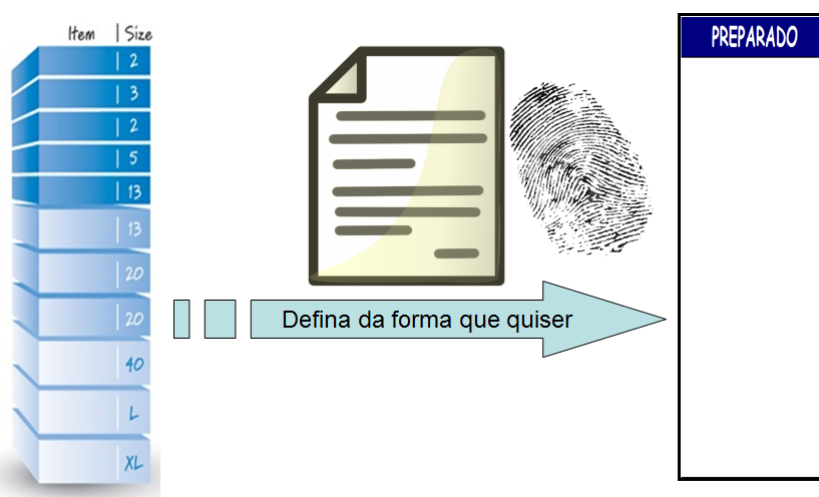 Item | Size
2
3
2
5
13
13
20
20
40
L
XL
Defina da forma que quiser
PREPARADO